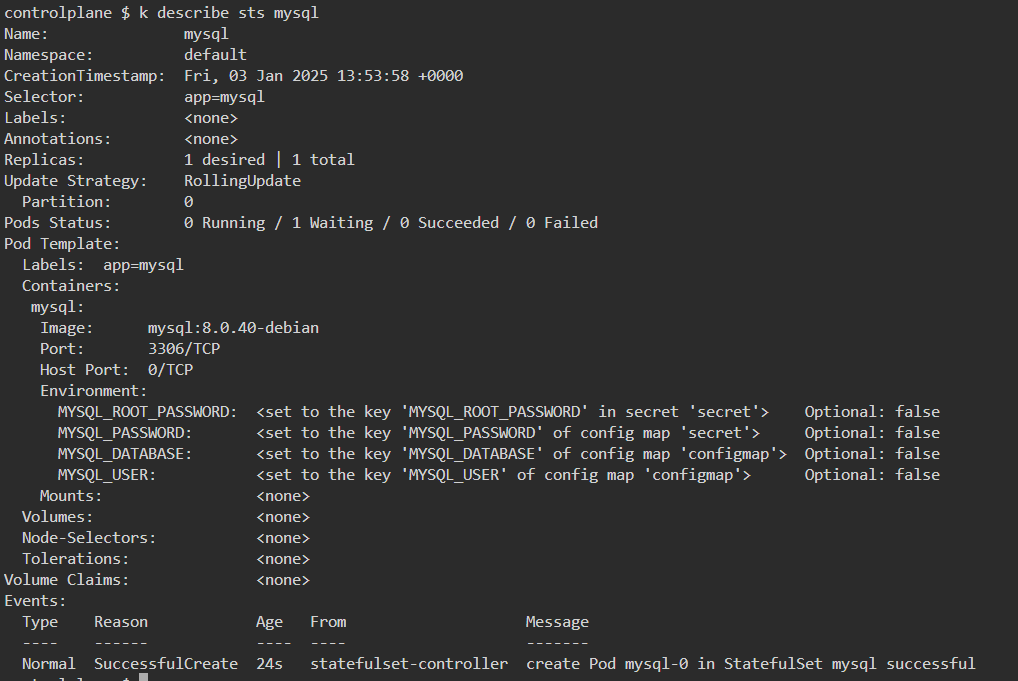 controlplane $ k describe sts mysql
Name:               mysql
Namespace:          default
CreationTimestamp:  Fri, 03 Jan 2025 13:53:58 +0000
Selector:           app=mysql
Labels:             <none>
Annotations:        <none>
Replicas:           1 desired | 1 total
Update Strategy:    RollingUpdate
  Partition:        0
Pods Status:        0 Running / 1 Waiting / 0 Succeeded / 0 Failed
Pod Template:
  Labels:  app=mysql
  Containers:
   mysql:
    Image:      mysql:8.0.40-debian
    Port:       3306/TCP
    Host Port:  0/TCP
    Environment:
      MYSQL_ROOT_PASSWORD:  <set to the key 'MYSQL_ROOT_PASSWORD' in secret 'secret'>    Optional: false
      MYSQL_PASSWORD:       <set to the key 'MYSQL_PASSWORD' of config map 'secret'>     Optional: false
      MYSQL_DATABASE:       <set to the key 'MYSQL_DATABASE' of config map 'configmap'>  Optional: false
      MYSQL_USER:           <set to the key 'MYSQL_USER' of config map 'configmap'>      Optional: false
    Mounts:                 <none>
  Volumes:                  <none>
  Node-Selectors:           <none>
  Tolerations:              <none>
Volume Claims:              <none>
Events:
  Type    Reason            Age   From                    Message
  ----    ------            ----  ----                    -------
  Normal  SuccessfulCreate  24s   statefulset-controller  create Pod mysql-0 in StatefulSet mysql successful